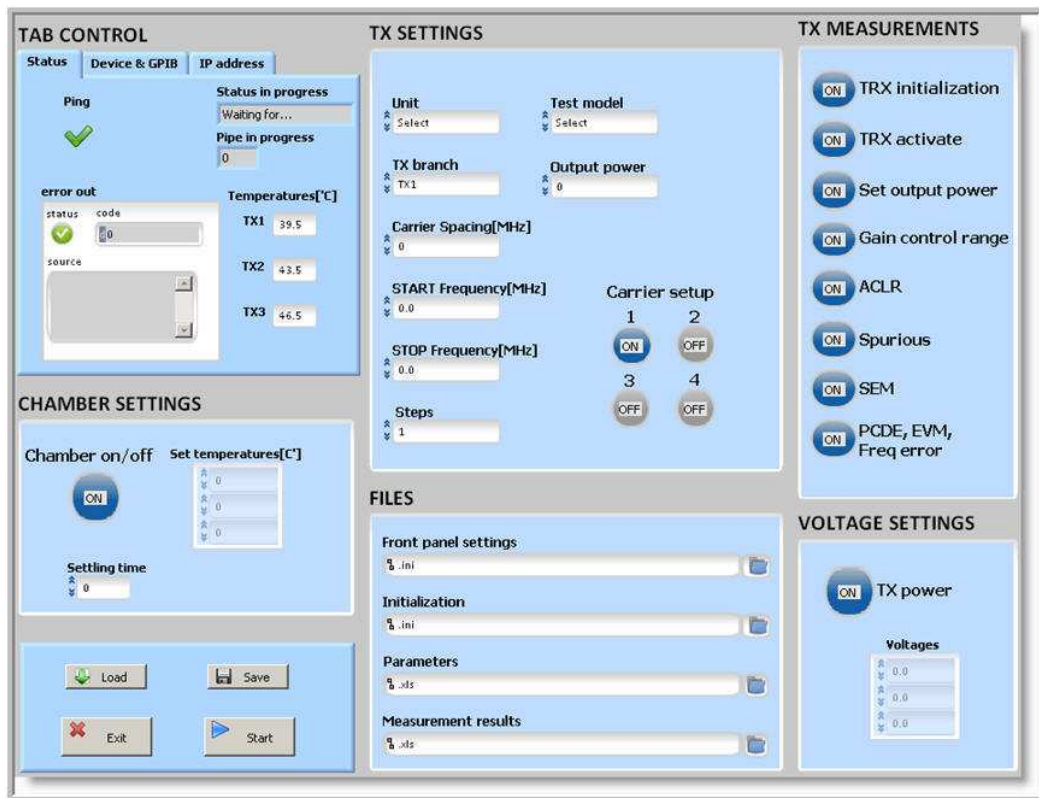 TAB CONTROL
Status
Device & GPIB
IP address
Ping
Status in progress
Waiting for...
Pipe in progress
0
error out
status
code
0
source
Temperatures['C]
TX1 39.5
TX2 43.5
TX3 46.5
CHAMBER SETTINGS
Chamber on/off
ON
Set temperatures[C']
0
0
0
Settling time
0
Load
Save
Exit
Start
TX SETTINGS
Unit
Select
Test model
Select
TX branch
TX1
Output power
0
Carrier Spacing[MHz]
0
START Frequency[MHz]
0.0
STOP Frequency[MHz]
0.0
Steps
1
Carrier setup
1 2
ON OFF
3 4
OFF OFF
FILES
Front panel settings
.ini
Initialization
.ini
Parameters
.xls
Measurement results
.xls
TX MEASUREMENTS
ON TRX initialization
ON TRX activate
ON Set output power
ON Gain control range
ON ACLR
ON Spurious
ON SEM
ON PCDE, EVM,
Freq error
VOLTAGE SETTINGS
ON TX power
Voltages
0.0
0.0
0.0